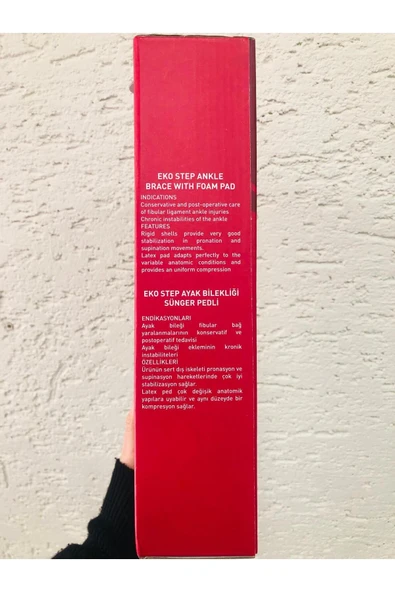 EKO STEP ANKLE
BRACE WITH FOAM PAD
INDICATIONS
Conservative and post-operative care
of fibular ligament ankle injuries
Chronic instabilities of the ankle
FEATURES
Rigid shells provide very good
stabilization in pronation and
supination movements.
Latex pad adapts perfectly to the
variable anatomic conditions and
provides an uniform compression
EKO STEP AYAK BİLEKLİĞİ
SÜNGER PEDLİ
ENDİKASYONLARI
Ayak bileği fibular bağ
yaralanmalarının konservatif ve
postoperatif tedavisi
Ayak bileği ekleminin kronik
instabiliteleri
ÖZELLİKLERİ
Ürünün sert dış iskeleti pronasyon ve
supinasyon hareketlerinde çok iyi
stabilizasyon sağlar.
Latex ped çok değişik anatomik
yapılara uyabilir ve aynı düzeyde bir
kompresyon sağlar.